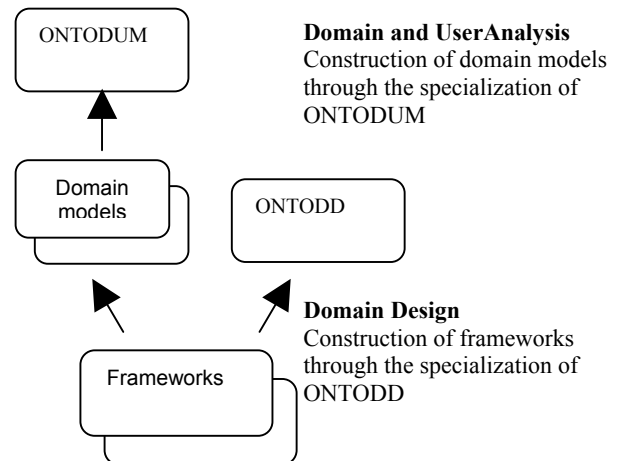 ONTODUM
Domain and UserAnalysis
Construction of domain models
through the specialization of
ONTODUM
Domain
models
ONTODD
Domain Design
Construction of frameworks
through the specialization of
ONTODD
Frameworks